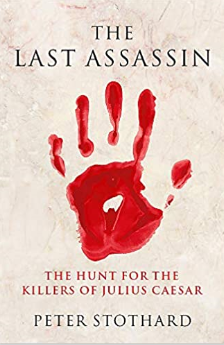 THE
LAST ASSASSIN
THE HUNT FOR THE
KILLERS OF JULIUS CAESAR
PETER STOTHARD